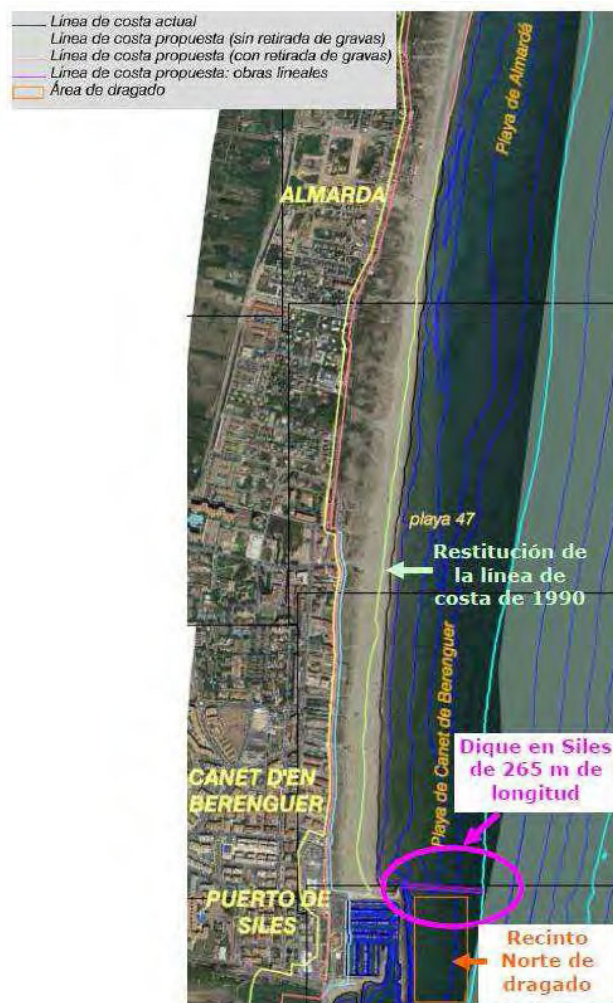 Línea de costa actual
Línea de costa propuesta (sin retirada de gravas)
Línea de costa propuesta (con retirada de gravas)
Línea de costa propuesta: obras lineales
Área de dragado
Playa de Almardá
ALMARDA
playa 47
Restitución de
la línea de
costa de 1990
Playa de Canet de Berenguer
Dique en Siles
de 265 m de
longitud
CANET D'EN
BERENGUER
PUERTO DE
SILES
Recinto
Norte de
dragado